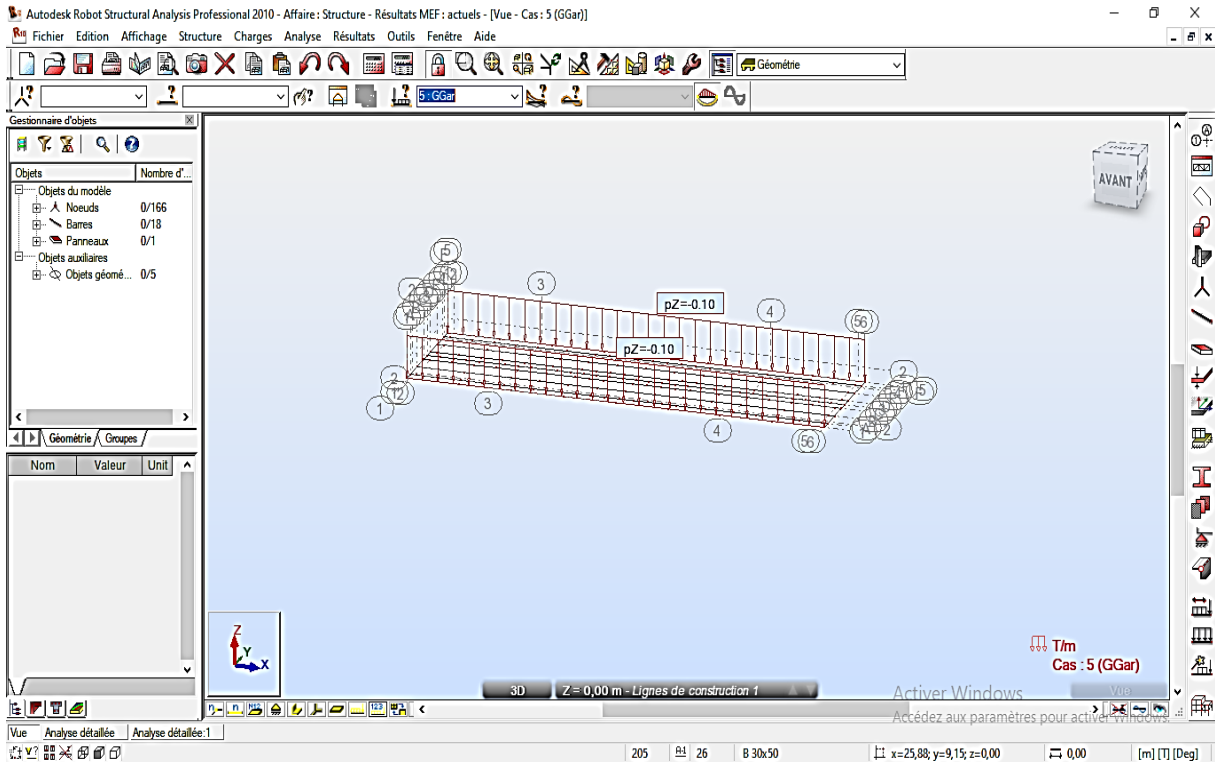 Autodesk Robot Structural Analysis Professional 2010 - Affaire : Structure - Résultats MEF : actuels - [Vue - Cas : 5 (GGar)]
Fichier Edition Affichage Structure Charges Analyse Résultats Outils Fenêtre Aide
Géométrie
5 : GGar
Gestionnaire d'objets
Objets Nombre d'...
Objets du modèle
Noeuds 0/166
Barres 0/18
Panneaux 0/1
Objets auxiliaires
Objets géomé... 0/5
Géométrie Groupes
Nom Valeur Unit
AVANT
3
pZ=-0.10
4
pZ=-0.10
2
1
3
4
2
Z
Y
X
T/m
Cas : 5 (GGar)
3D Z = 0,00 m - Lignes de construction 1
Vue
Activer Windows
Accédez aux paramètres pour activer Windows.
Vue Analyse détaillée Analyse détaillée:1
205 26 B 30x50 x=25,88; y=9,15; z=0,00 0,00 [m] [T] [Deg]